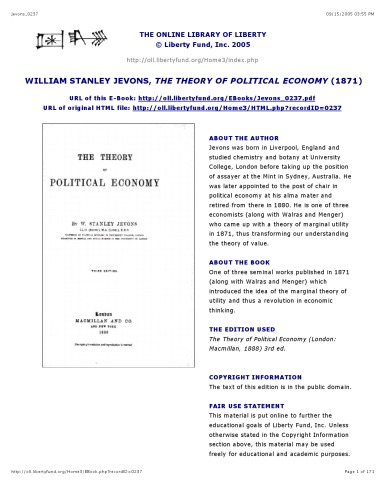 jevons_0237
09/15/2005 03:55 PM
THE ONLINE LIBRARY OF LIBERTY
© Liberty Fund, Inc. 2005
http://oll.libertyfund.org/Home3/index.php
WILLIAM STANLEY JEVONS, THE THEORY OF POLITICAL ECONOMY (1871)
URL of this E-Book: http://oll.libertyfund.org/EBooks/Jevons_0237.pdf
URL of original HTML file: http://oll.libertyfund.org/Home3/HTML.php?recordID=0237
THE THEORY
OF
POLITICAL ECONOMY
BY W. STANLEY JEVONS
THIRD EDITION
London
MACMILLAN AND CO.
AND NEW YORK
1888
ABOUT THE AUTHOR
Jevons was born in Liverpool, England and
studied chemistry and botany at University
College, London before taking up the position
of assayer at the Mint in Sydney, Australia. He
was later appointed to the post of chair in
political economy at his alma mater and
retired from there in 1880. He is one of three
economists (along with Walras and Menger) who
came up with a theory of marginal utility
in 1871, thus transforming our understanding
the theory of value.
ABOUT THE BOOK
One of three seminal works published in 1871
(along with Walras and Menger) which
introduced the idea of the marginal theory of
utility and thus a revolution in economic
thinking.
THE EDITION USED
The Theory of Political Economy (London:
Macmillan, 1888) 3rd ed.
COPYRIGHT INFORMATION
The text of this edition is in the public domain.
FAIR USE STATEMENT
This material is put online to further the
educational goals of Liberty Fund, Inc. Unless
otherwise stated in the Copyright Information
section above, this material may be used
freely for educational and academic purposes.
http://oll.libertyfund.org/Home3/EBook.php?recordID=0237
Page 1 of 171